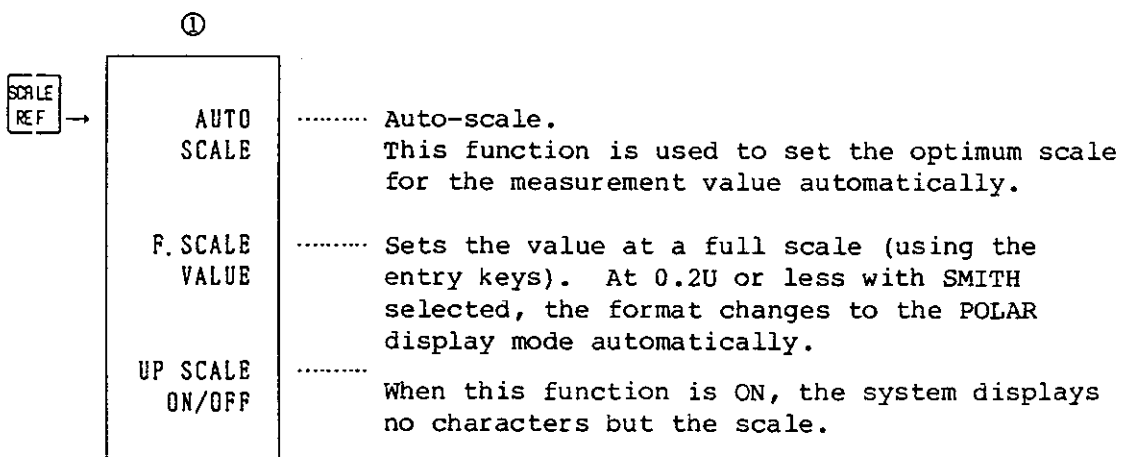 ①
SCALE
REF →
AUTO .......... Auto-scale.
SCALE This function is used to set the optimum scale
for the measurement value automatically.
F.SCALE .......... Sets the value at a full scale (using the
VALUE entry keys). At 0.2U or less with SMITH
selected, the format changes to the POLAR
display mode automatically.
UP SCALE ..........
ON/OFF When this function is ON, the system displays
no characters but the scale.